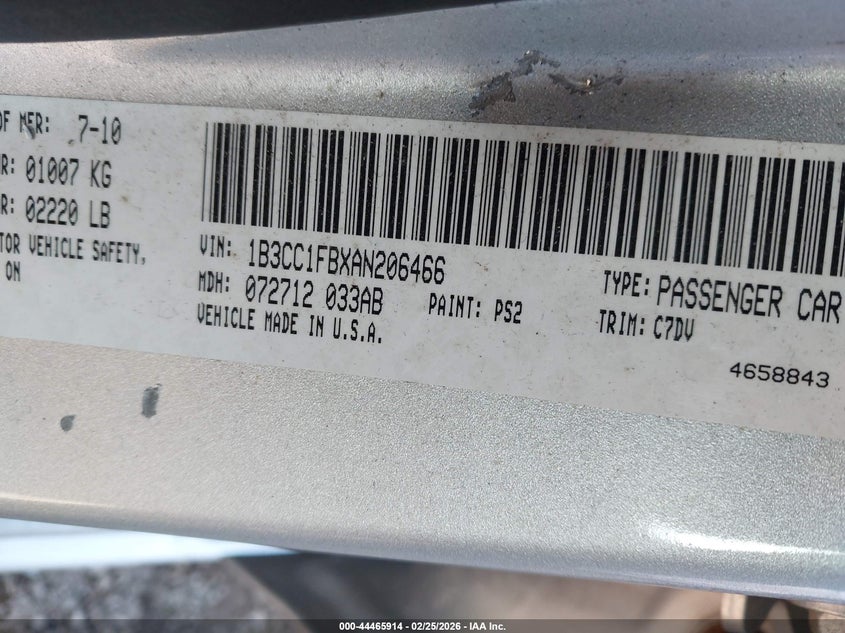 OF MFR: 7-10
R: 01007 KG
R: 02220 LB
TOR VEHICLE SAFETY,
ON
VIN: 1B3CC1FBXAN206466
MDH: 072712 033AB
PAINT: PS2
VEHICLE MADE IN U.S.A.
TYPE: PASSENGER CAR
TRIM: C7DV
4658843
000-44465914 - 02/25/2026 - IAA Inc.